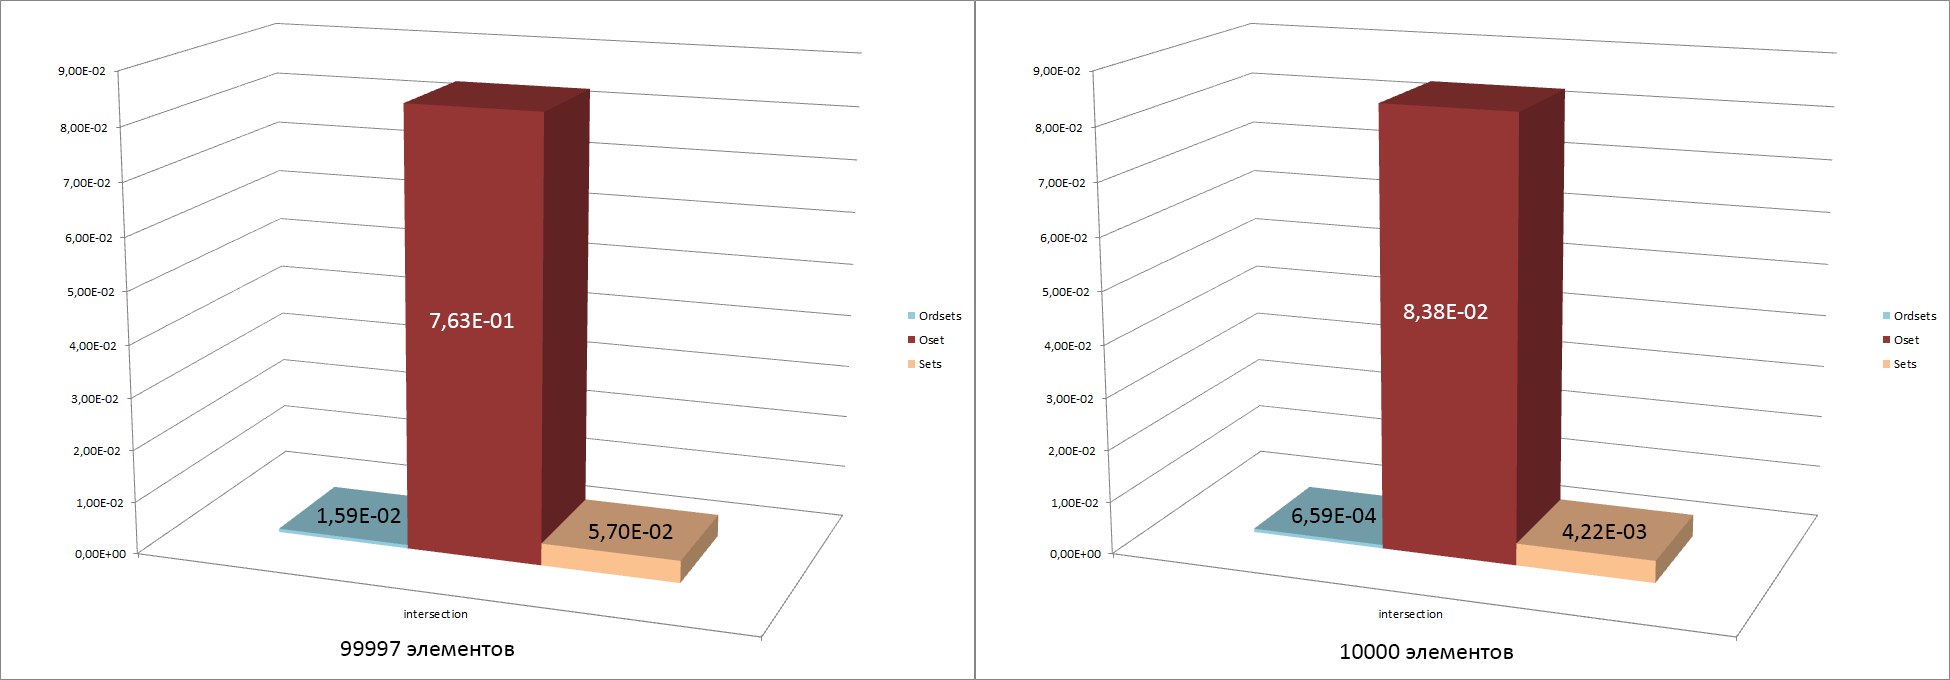 9,00E-02
8,00E-02
7,00E-02
6,00E-02
5,00E-02
4,00E-02
3,00E-02
2,00E-02
1,00E-02
0,00E+00
1,59E-02
7,63E-01
5,70E-02
intersection
99997 элементов
Ordsets
Oset
Sets
9,00E-02
8,00E-02
7,00E-02
6,00E-02
5,00E-02
4,00E-02
3,00E-02
2,00E-02
1,00E-02
0,00E+00
6,59E-04
8,38E-02
4,22E-03
intersection
10000 элементов
Ordsets
Oset
Sets